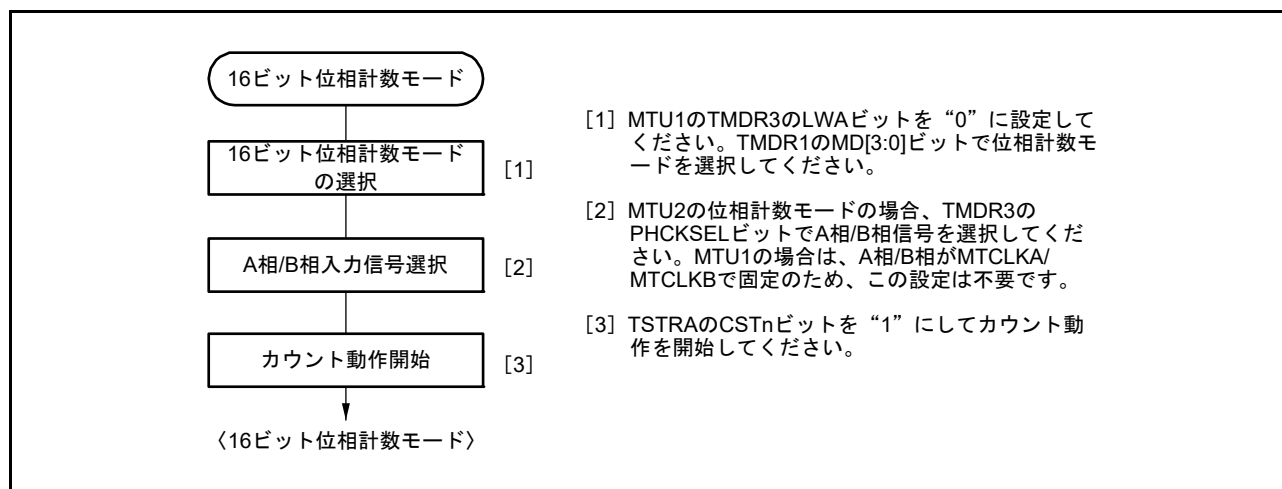 16ビット位相計数モード
16ビット位相計数モード
の選択
[1]
A相/B相入力信号選択
[2]
カウント動作開始
[3]
〈16ビット位相計数モード〉
[1] MTU1のTMDR3のLWAビットを“0”に設定して
ください。TMDR1のMD[3:0]ビットで位相計数モ
ードを選択してください。
[2] MTU2の位相計数モードの場合、TMDR3の
PHCKSELビットでA相/B相信号を選択してくだ
さい。MTU1の場合は、A相/B相がMTCLKA/
MTCLKBで固定のため、この設定は不要です。
[3] TSTRAのCSTnビットを“1”にしてカウント動
作を開始してください。